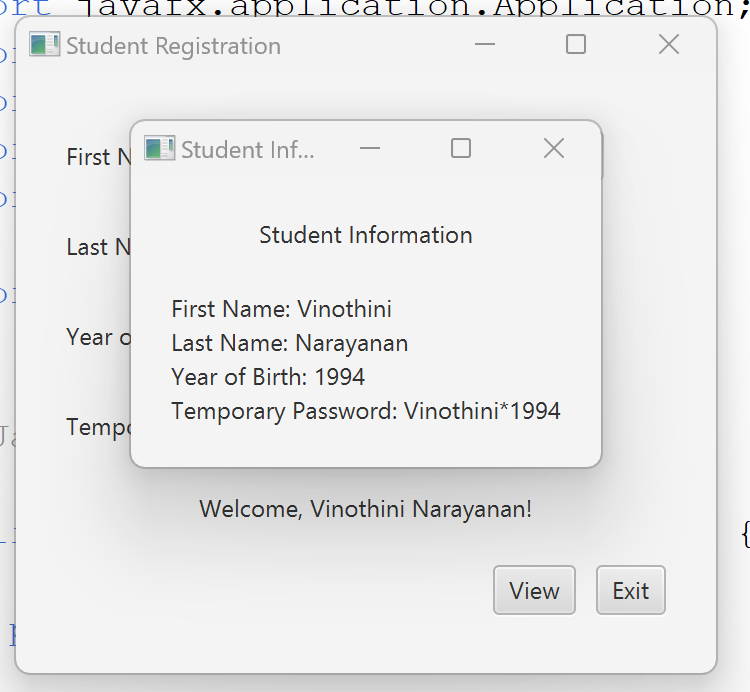 javafx.application.Application;
Student Registration
First N
Student Inf...
Student Information
Last N
First Name: Vinothini
Year o
Last Name: Narayanan
Year of Birth: 1994
Temporary Password: Vinothini*1994
Tempo
Welcome, Vinothini Narayanan!
{
View Exit